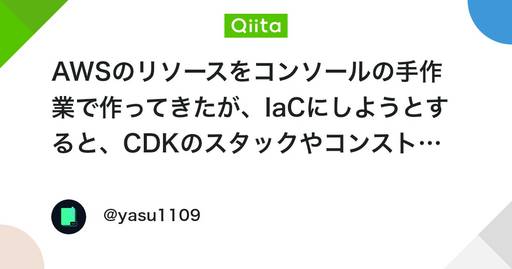 Qiita
AWSのリソースをコンソールの手作
業で作ってきたが、IaCにしようとす
ると、CDKのスタックやコンスト…
@yasu1109